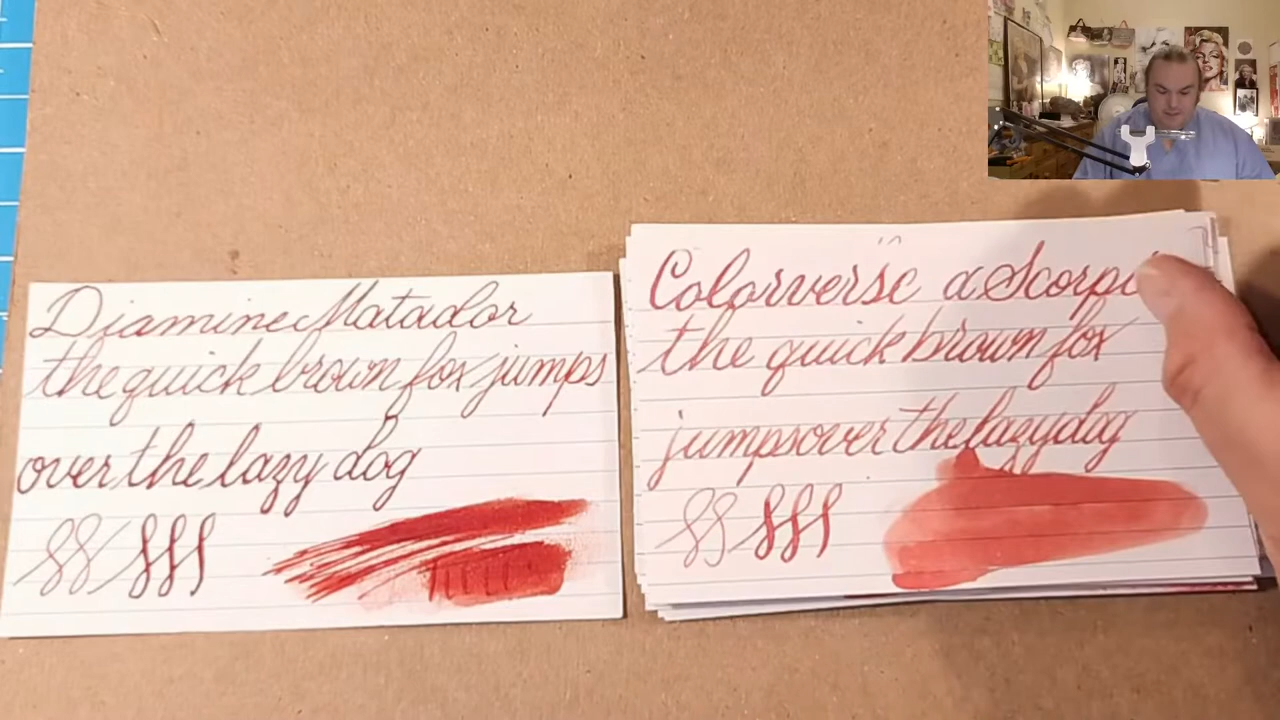 Diamine Matador
the quick brown fox jumps
over the lazy dog
Colorverse α Scorpi
the quick brown fox
jumps over the lazy dog